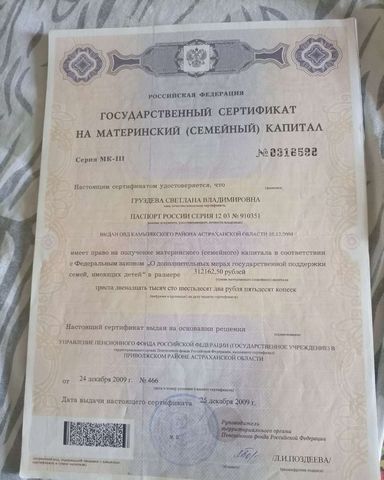 РОССИЙСКАЯ ФЕДЕРАЦИЯ
ГОСУДАРСТВЕННЫЙ СЕРТИФИКАТ
НА МАТЕРИНСКИЙ (СЕМЕЙНЫЙ) КАПИТАЛ
Серия МК-III
№
Настоящим сертификатом удостоверяется, что
ГРУЗДЕВА СВЕТЛАНА ВЛАДИМИРОВНА
ПАСПОРТ РОССИИ СЕРИЯ 12 03 № 910351
ВЫДАН ОВД КАМЫЗЯКСКОГО РАЙОНА АСТРАХАНСКОЙ ОБЛАСТИ
имеет право на получение материнского (семейного) капитала в соответствии
с Федеральным законом "О дополнительных мерах государственной поддержки
семей, имеющих детей" в размере 312162,50 рублей
триста двенадцать тысяч сто шестьдесят два рубля пятьдесят копеек
Настоящий сертификат выдан на основании решения
УПРАВЛЕНИЕ ПЕНСИОННОГО ФОНДА РОССИЙСКОЙ ФЕДЕРАЦИИ (ГОСУДАРСТВЕННОЕ УЧРЕЖДЕНИЕ) В
ПРИВОЛЖСКОМ РАЙОНЕ АСТРАХАНСКОЙ ОБЛАСТИ
от 24 декабря 2009 г. № 466
Дата выдачи настоящего сертификата 25 декабря 2009 г.
Руководитель
территориального органа
Пенсионного фонда Российской Федерации
М.П.
/Л.И.ПОЗДЕЕВА/